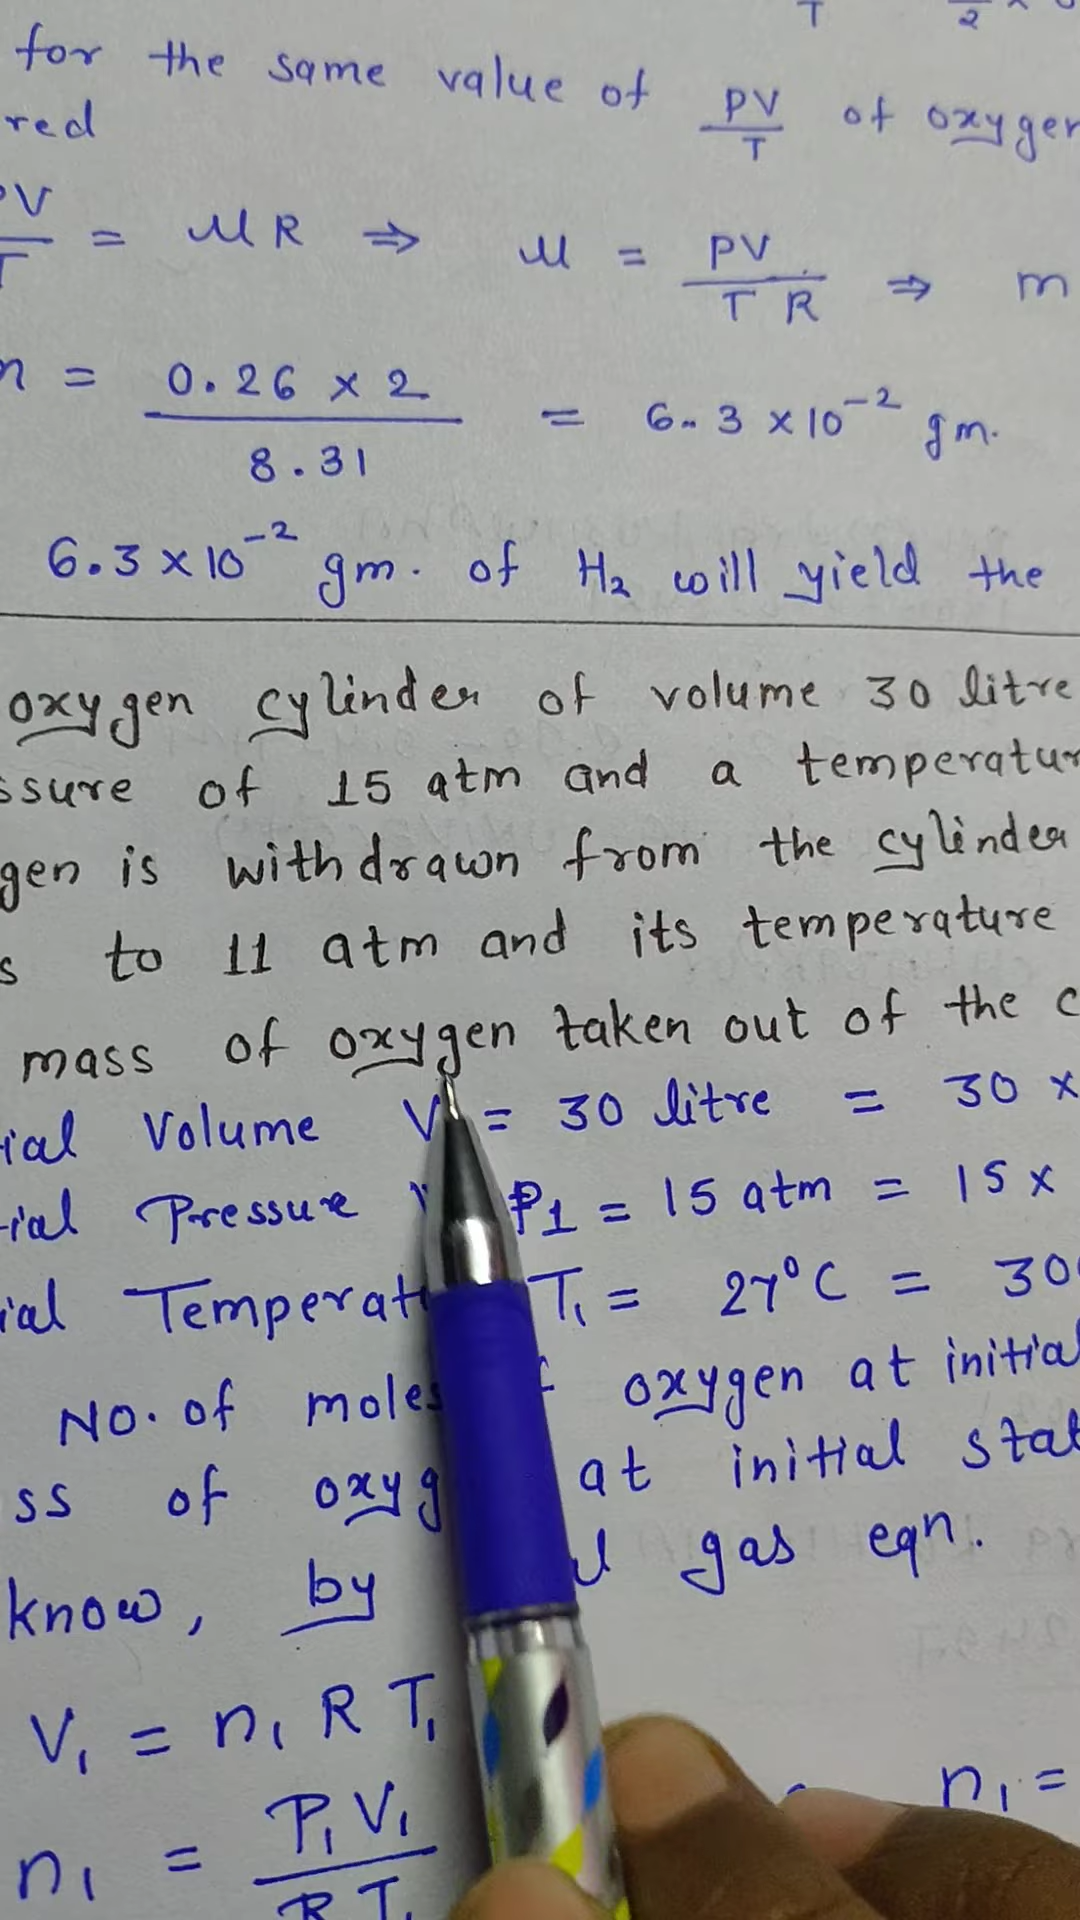 for the same value of PV/T of oxygen
red
PV/T = μR ⇒ μ = PV/TR ⇒ m
= 0.26 × 2 / 8.31 = 6.3 × 10⁻² gm.
6.3 × 10⁻² gm. of H₂ will yield the
oxygen cylinder of volume 30 litre
ssure of 15 atm and a temperatur
gen is withdrawn from the cylinder
s to 11 atm and its temperature
mass of oxygen taken out of the c
ial Volume V = 30 litre = 30 ×
ial Pressure P₁ = 15 atm = 15 ×
ial Temperat T₁ = 27°C = 30
No. of moles oxygen at initial
ss of oxyg at initial stat
know, by gas eqn.
V₁ = n₁ R T₁
n₁ =
n₁ = P₁V₁ / RT₁